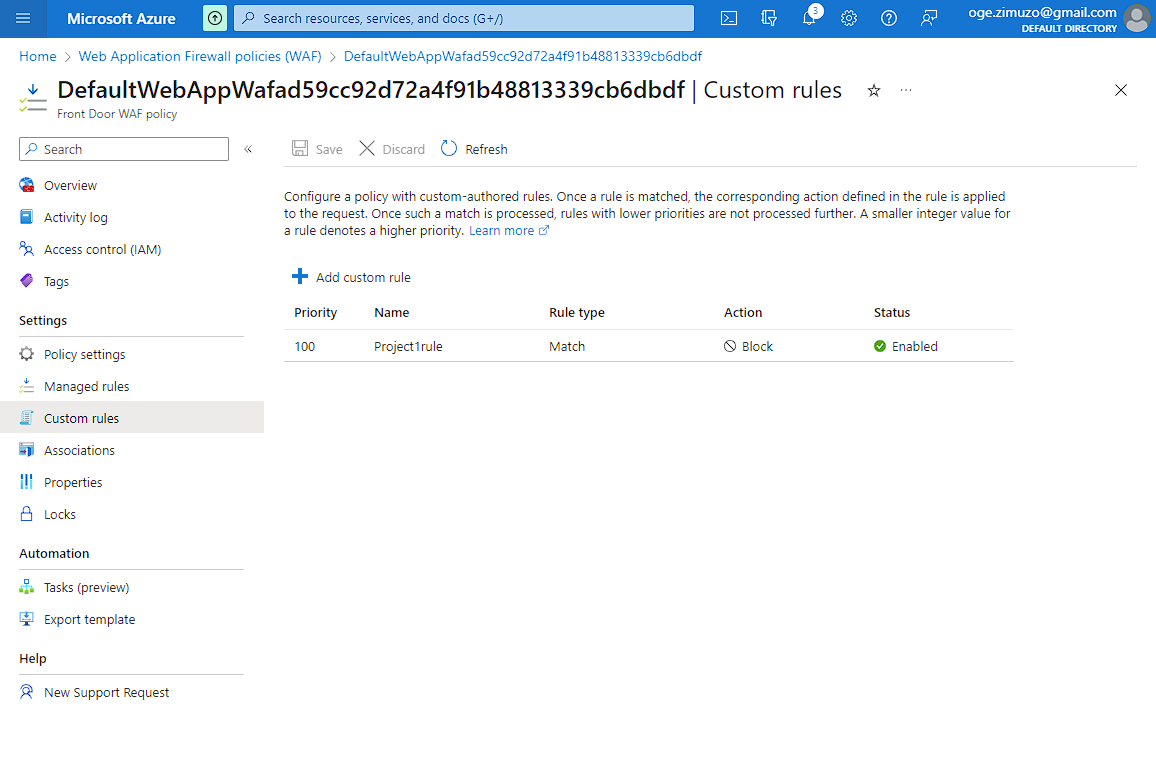 Microsoft Azure
Search resources, services, and docs (G+/)
3
oge.zimuzo@gmail.com
DEFAULT DIRECTORY
Home > Web Application Firewall policies (WAF) > DefaultWebAppWafad59cc92d72a4f91b48813339cb6dbdf
DefaultWebAppWafad59cc92d72a4f91b48813339cb6dbdf | Custom rules
Front Door WAF policy
Search
Overview
Activity log
Access control (IAM)
Tags
Settings
Policy settings
Managed rules
Custom rules
Associations
Properties
Locks
Automation
Tasks (preview)
Export template
Help
New Support Request
Save Discard Refresh
Configure a policy with custom-authored rules. Once a rule is matched, the corresponding action defined in the rule is applied
to the request. Once such a match is processed, rules with lower priorities are not processed further. A smaller integer value for
a rule denotes a higher priority. Learn more
Add custom rule
Priority Name Rule type Action Status
100 Project1rule Match Block Enabled